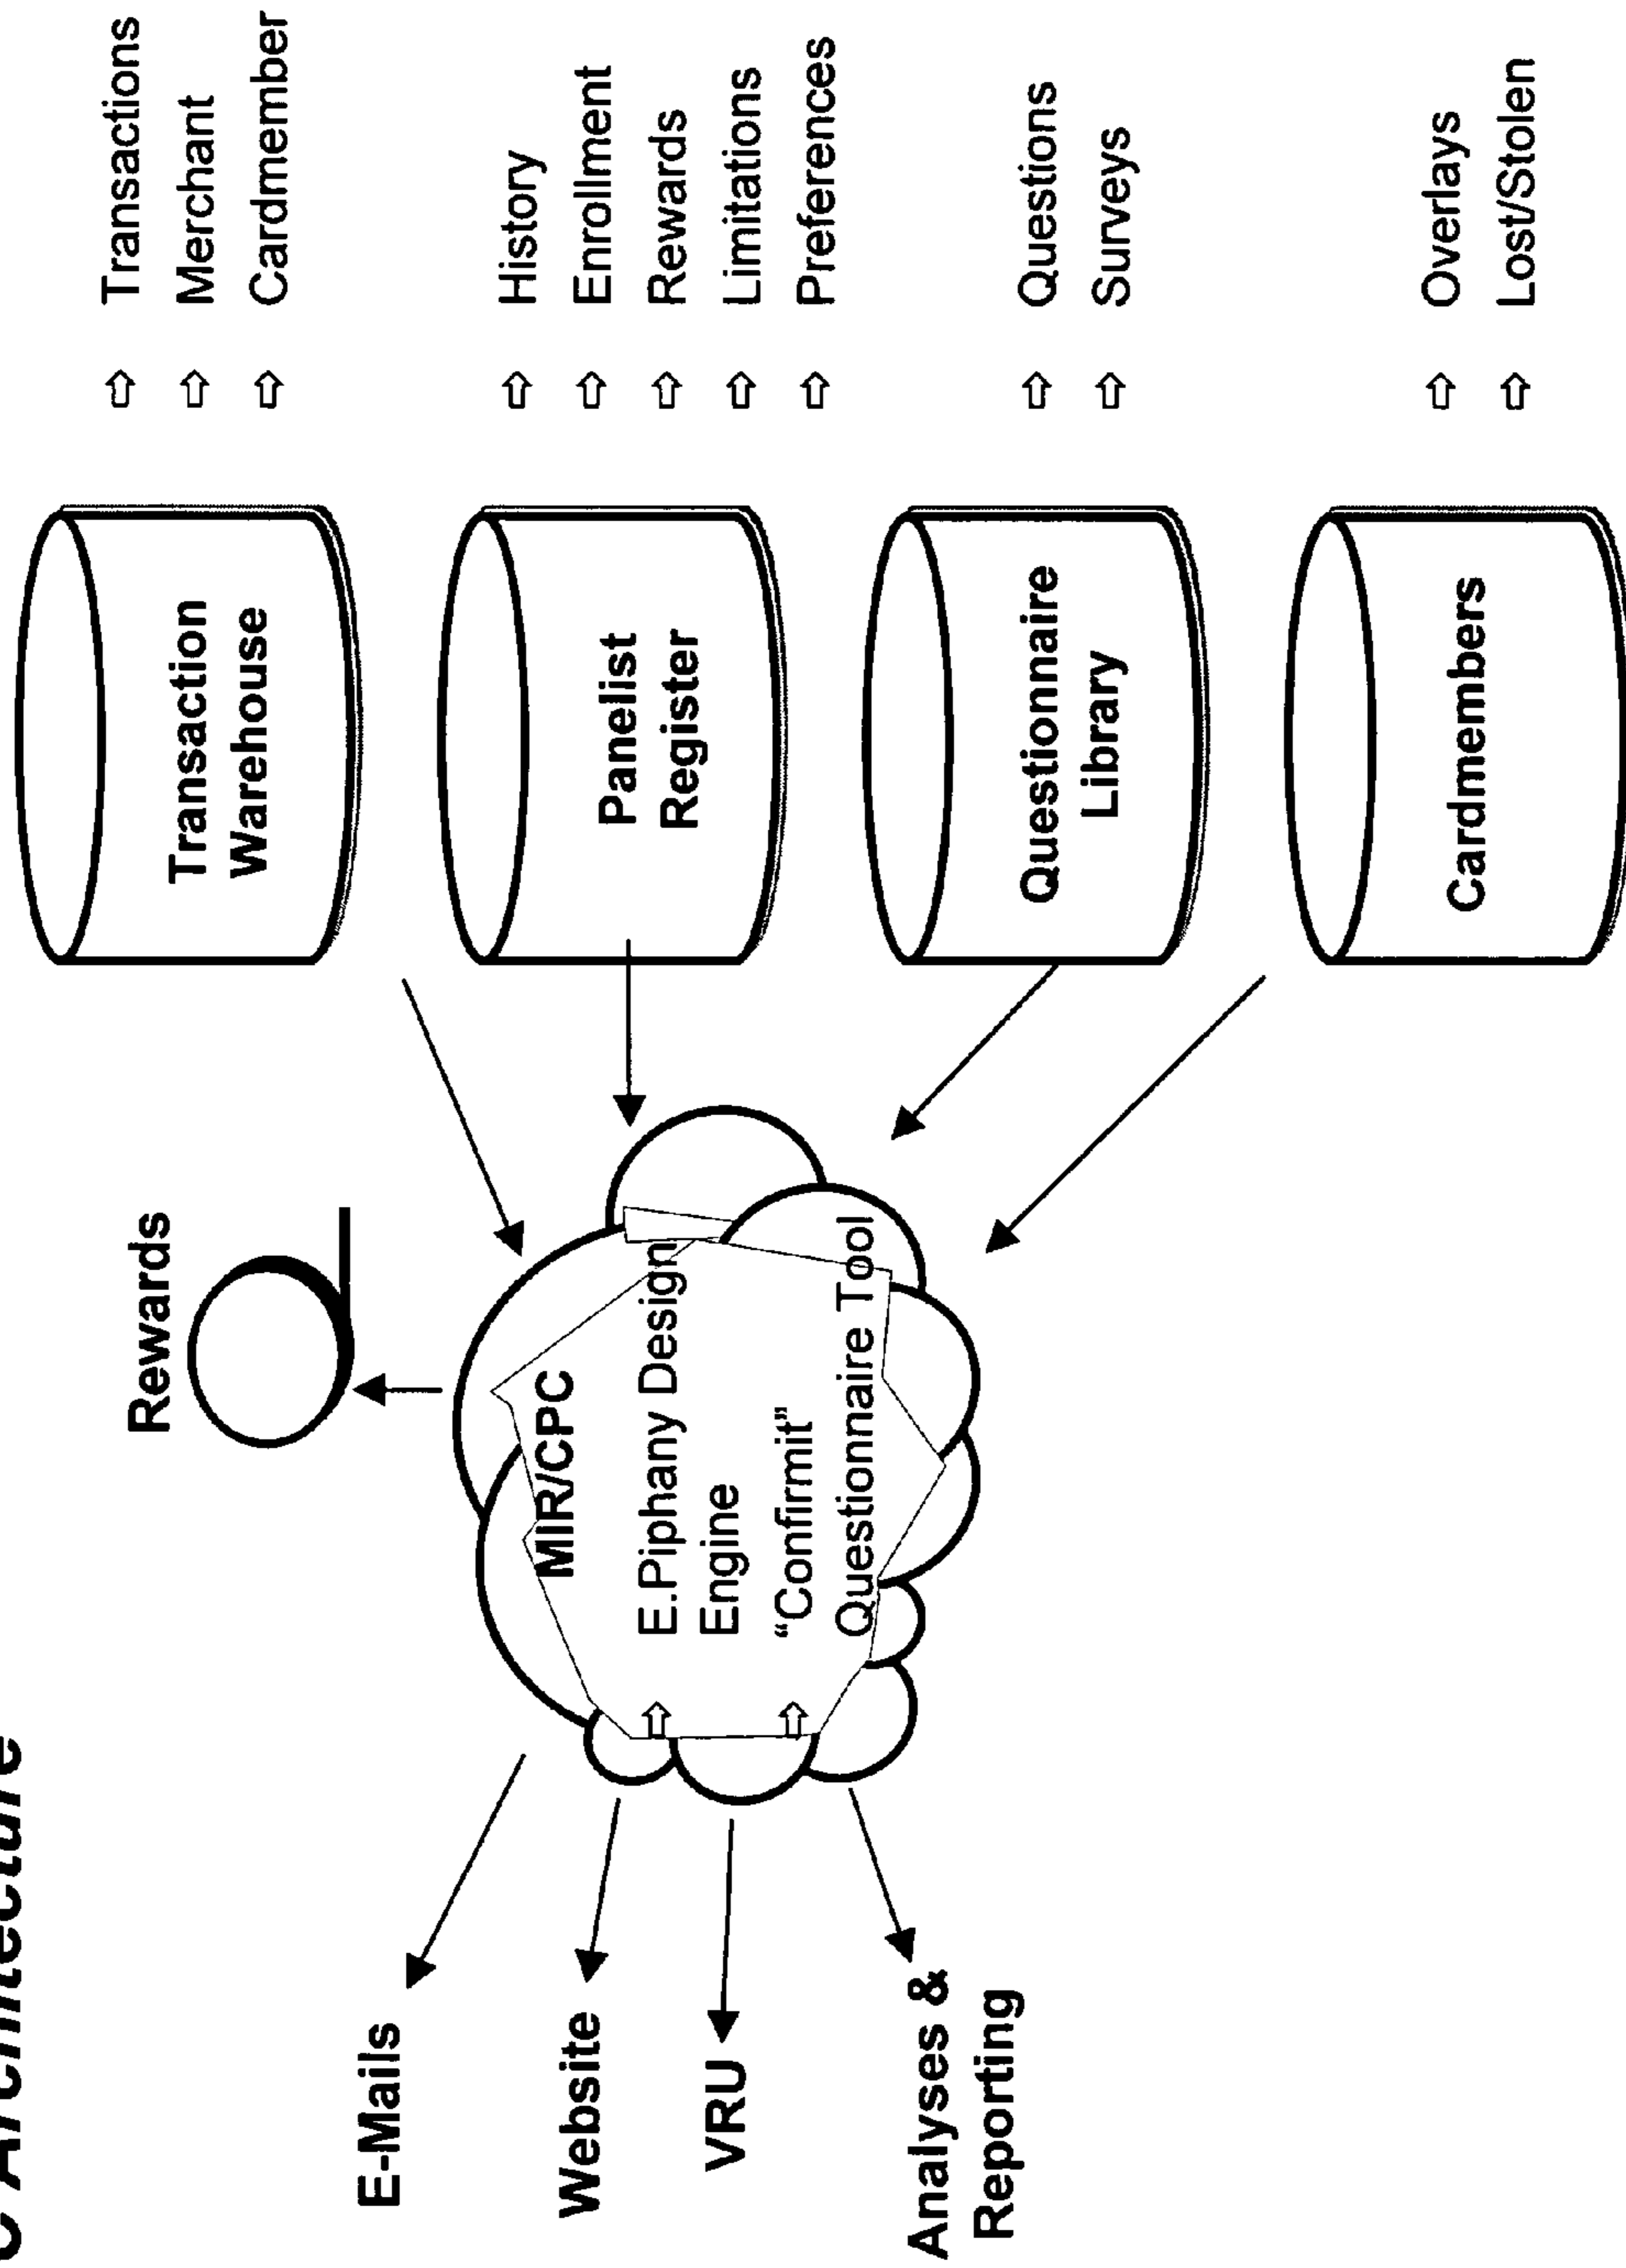 Architecture
E-Mails
Website
VRU
Analyses &
Reporting
Rewards
MIR/CPC
⇨ E.Piphany Design
Engine
⇨ “Confirmit”
Questionnaire Tool
Transaction
Warehouse
⇨ Transactions
⇨ Merchant
⇨ Cardmember
Panelist
Register
⇨ History
⇨ Enrollment
⇨ Rewards
⇨ Limitations
⇨ Preferences
Questionnaire
Library
⇨ Questions
⇨ Surveys
Cardmembers
⇨ Overlays
⇨ Lost/Stolen